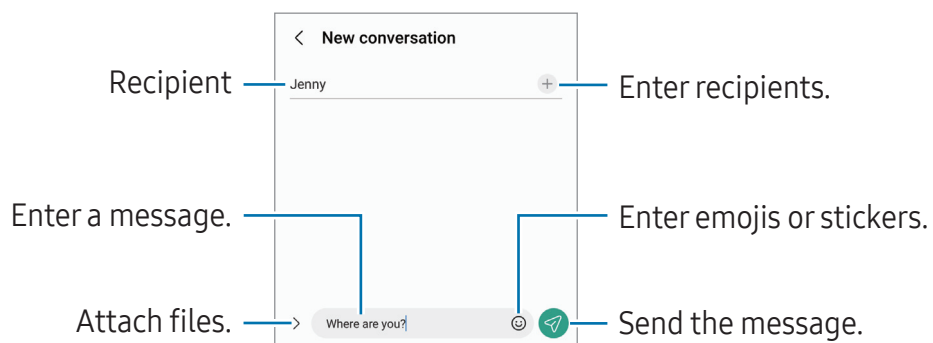 New conversation
Recipient
Jenny
Enter recipients.
Enter a message.
Enter emojis or stickers.
Attach files.
Where are you?
Send the message.